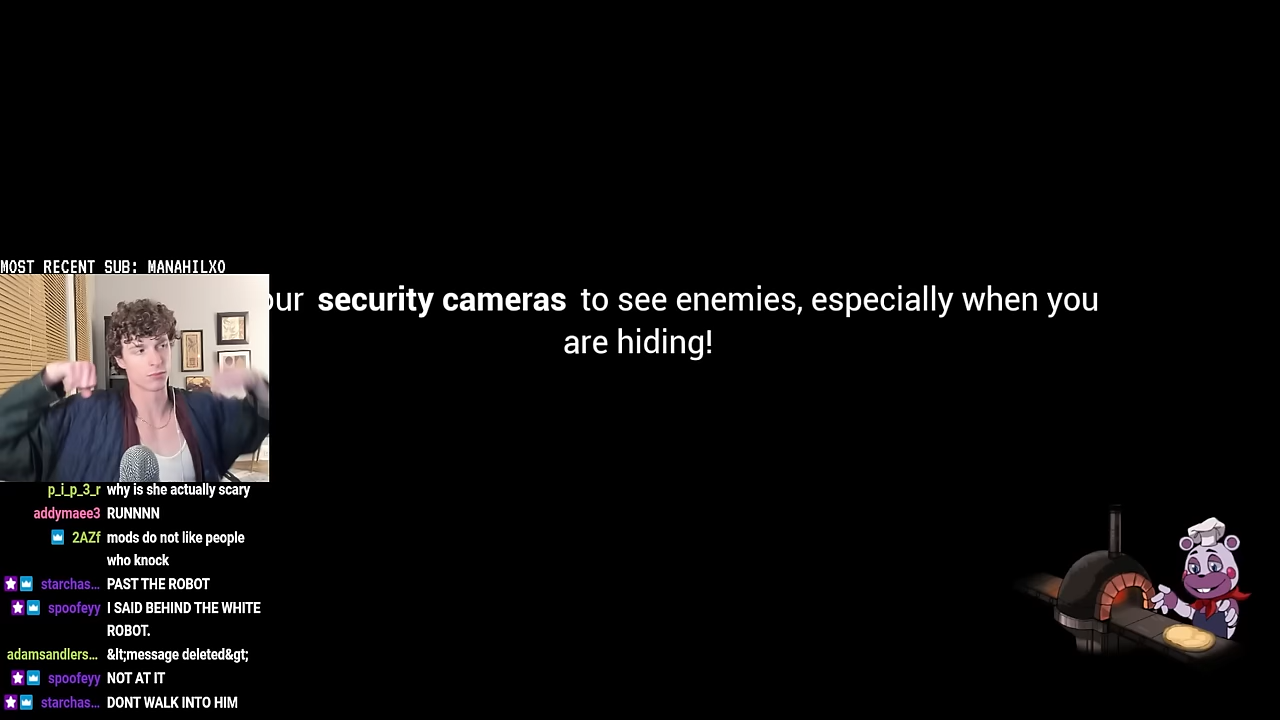 MOST RECENT SUB: MANAHILXO
our security cameras to see enemies, especially when you
are hiding!
p_i_p_3_r why is she actually scary
addymaee3 RUNNNN
2AZf mods do not like people
who knock
starchas... PAST THE ROBOT
spoofeyy I SAID BEHIND THE WHITE
ROBOT.
adamsandlers... &lt;message deleted&gt;
spoofeyy NOT AT IT
starchas... DONT WALK INTO HIM